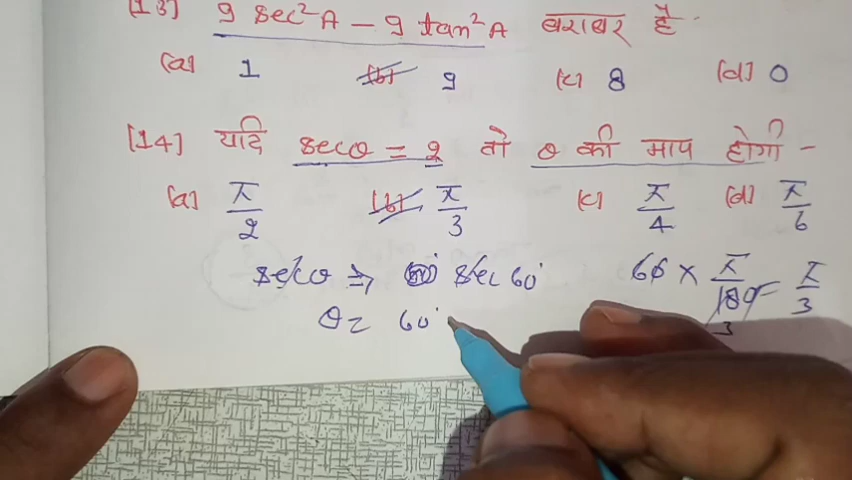 [13] 9 sec²A – 9 tan²A बराबर है-
(a) 1 (b) 9 (c) 8 (d) 0
[14] यदि secθ = 2 तो θ की माप होगी –
(a) π/2 (b) π/3 (c) π/4 (d) π/6
secθ = sec 60° 60 × π/180 = π/3
θ = 60° 3